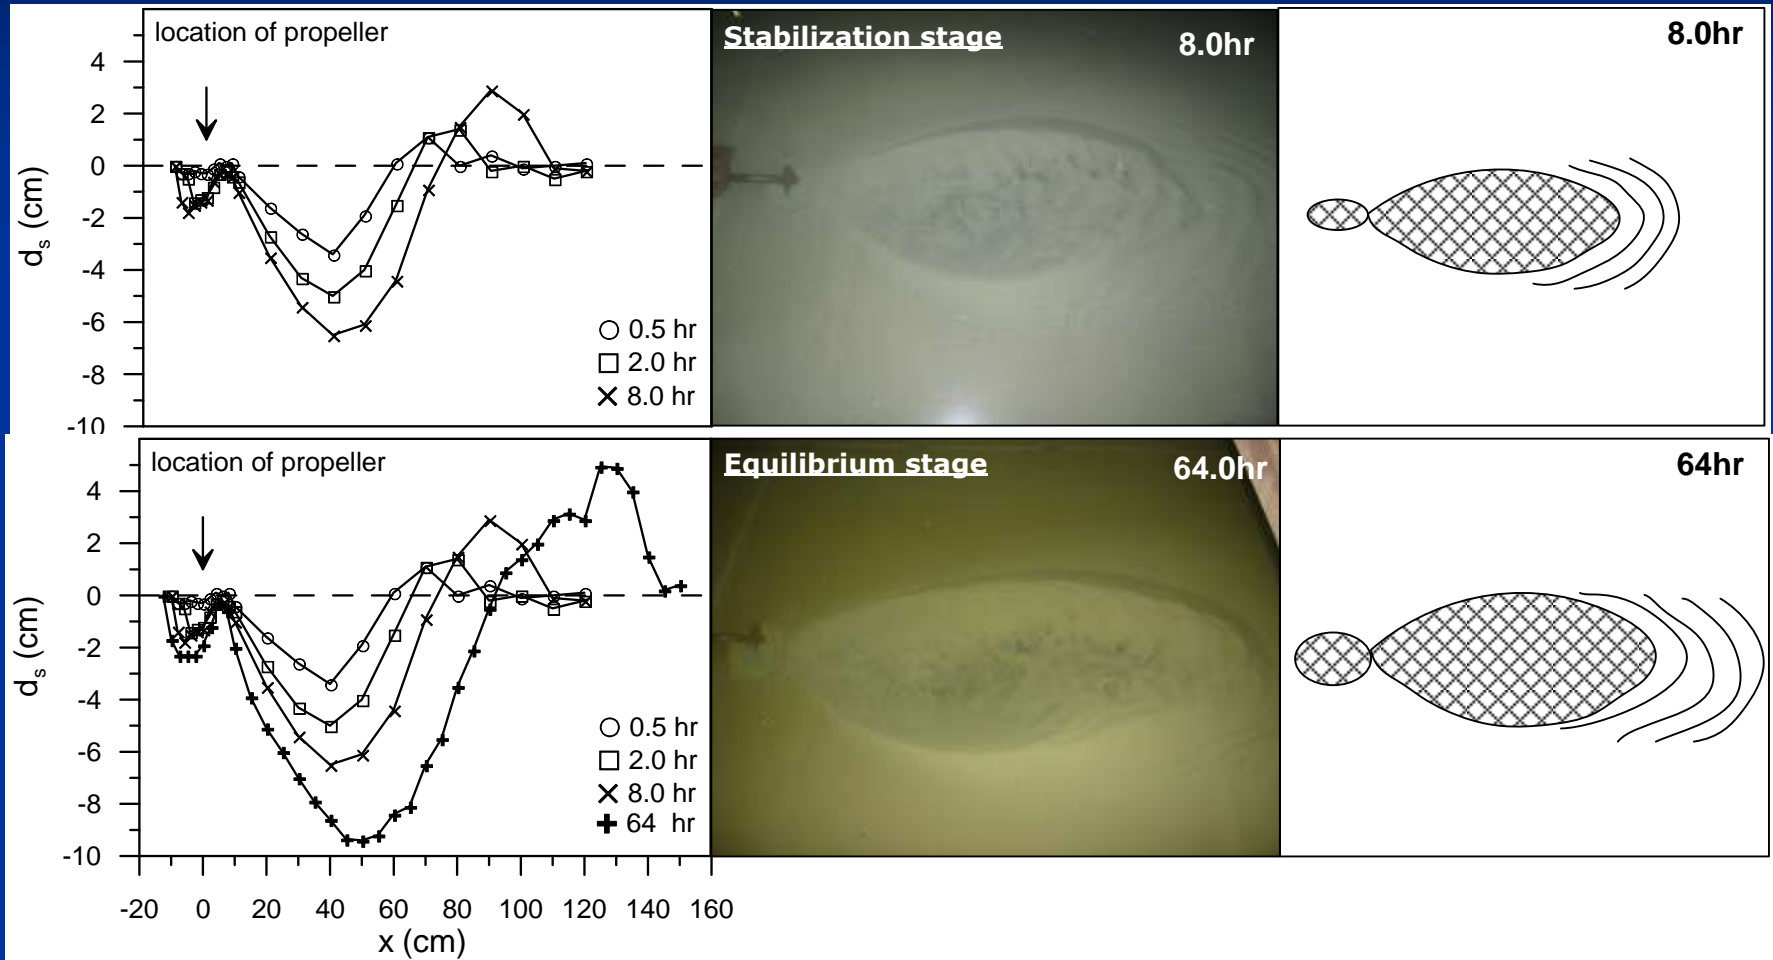 location of propeller
4
2
0
-2
-4
-6
-8
-10
d_s (cm)
0.5 hr
2.0 hr
8.0 hr
Stabilization stage
8.0hr
8.0hr
location of propeller
4
2
0
-2
-4
-6
-8
-10
d_s (cm)
0.5 hr
2.0 hr
8.0 hr
64 hr
-20 0 20 40 60 80 100 120 140 160
x (cm)
Equilibrium stage
64.0hr
64hr